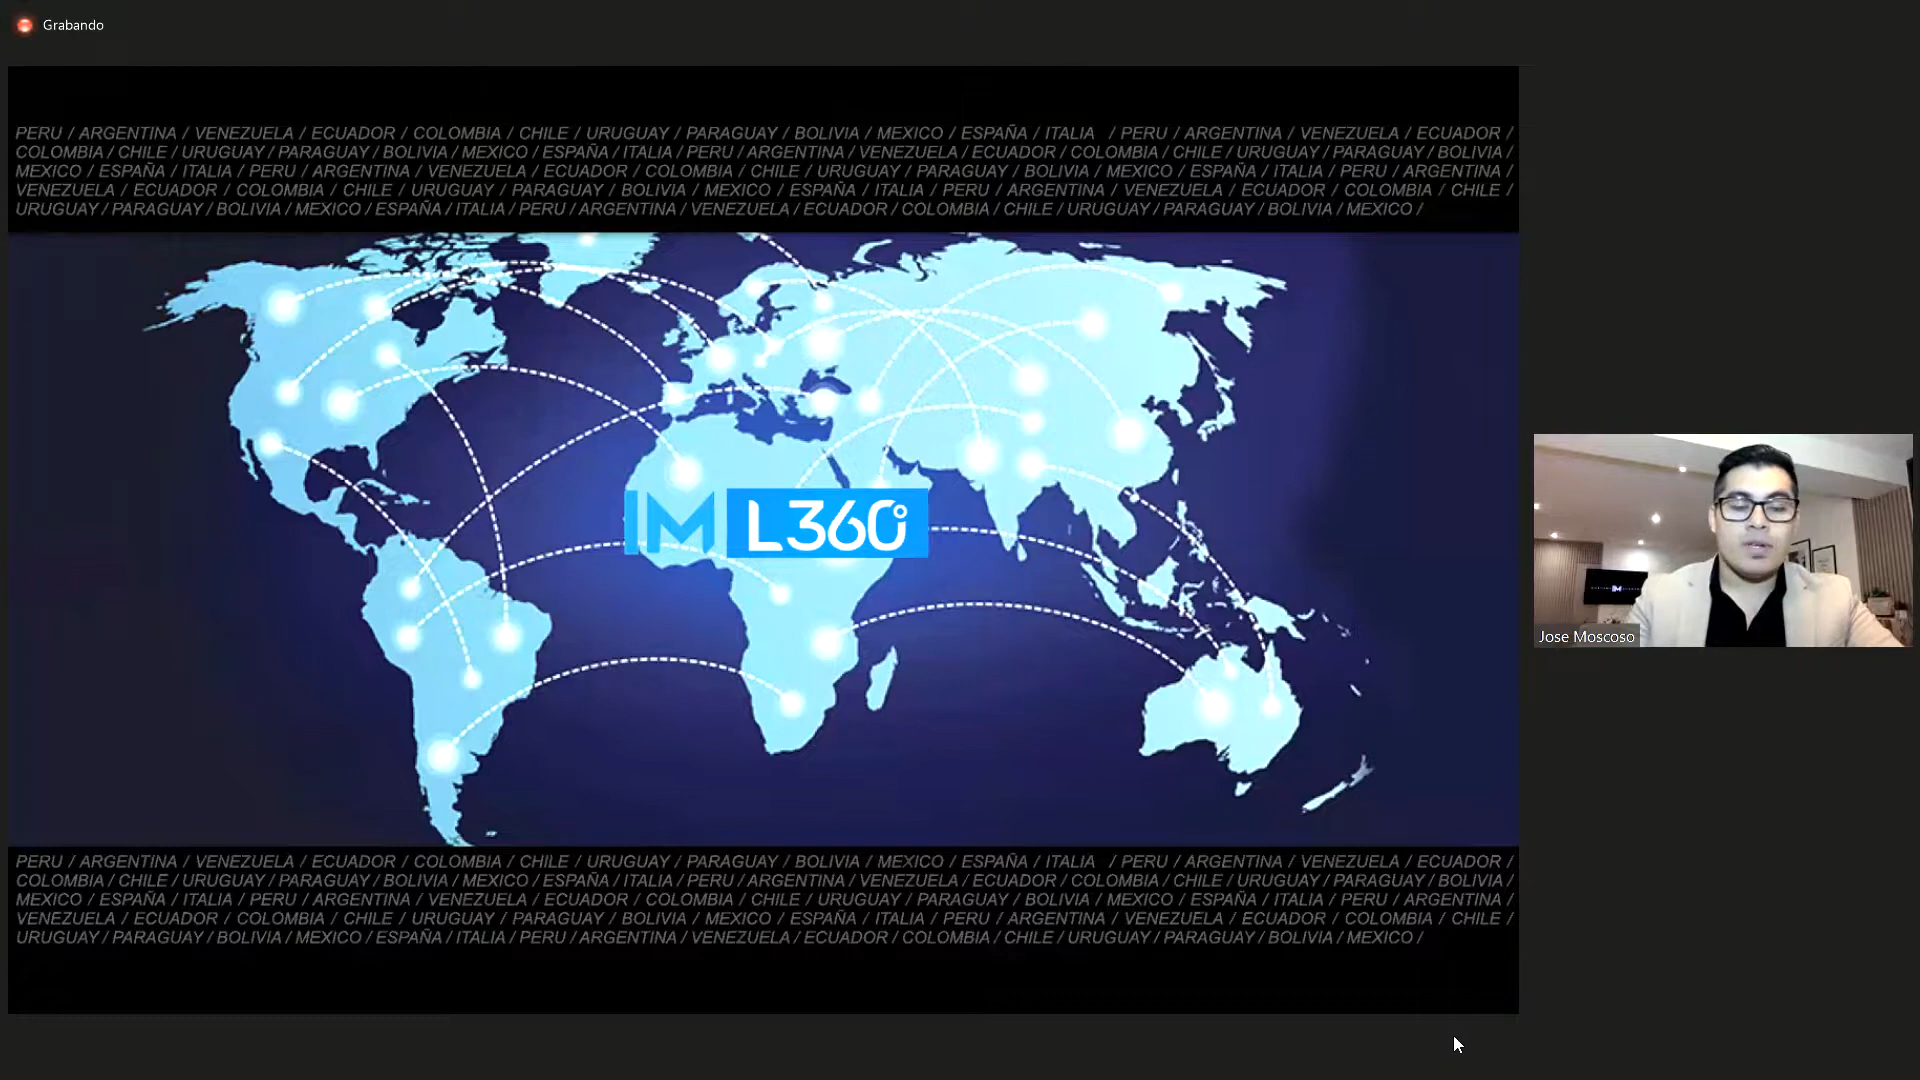 Grabando
PERU / ARGENTINA / VENEZUELA / ECUADOR / COLOMBIA / CHILE / URUGUAY / PARAGUAY / BOLIVIA / MEXICO / ESPAÑA / ITALIA / PERU / ARGENTINA / VENEZUELA / ECUADOR /
COLOMBIA / CHILE / URUGUAY / PARAGUAY / BOLIVIA / MEXICO / ESPAÑA / ITALIA / PERU / ARGENTINA / VENEZUELA / ECUADOR / COLOMBIA / CHILE / URUGUAY / PARAGUAY / BOLIVIA /
MEXICO / ESPAÑA / ITALIA / PERU / ARGENTINA / VENEZUELA / ECUADOR / COLOMBIA / CHILE / URUGUAY / PARAGUAY / BOLIVIA / MEXICO / ESPAÑA / ITALIA / PERU / ARGENTINA /
VENEZUELA / ECUADOR / COLOMBIA / CHILE / URUGUAY / PARAGUAY / BOLIVIA / MEXICO / ESPAÑA / ITALIA / PERU / ARGENTINA / VENEZUELA / ECUADOR / COLOMBIA / CHILE /
URUGUAY / PARAGUAY / BOLIVIA / MEXICO / ESPAÑA / ITALIA / PERU / ARGENTINA / VENEZUELA / ECUADOR / COLOMBIA / CHILE / URUGUAY / PARAGUAY / BOLIVIA / MEXICO /
IM L360°
Jose Moscoso
PERU / ARGENTINA / VENEZUELA / ECUADOR / COLOMBIA / CHILE / URUGUAY / PARAGUAY / BOLIVIA / MEXICO / ESPAÑA / ITALIA / PERU / ARGENTINA / VENEZUELA / ECUADOR /
COLOMBIA / CHILE / URUGUAY / PARAGUAY / BOLIVIA / MEXICO / ESPAÑA / ITALIA / PERU / ARGENTINA / VENEZUELA / ECUADOR / COLOMBIA / CHILE / URUGUAY / PARAGUAY / BOLIVIA /
MEXICO / ESPAÑA / ITALIA / PERU / ARGENTINA / VENEZUELA / ECUADOR / COLOMBIA / CHILE / URUGUAY / PARAGUAY / BOLIVIA / MEXICO / ESPAÑA / ITALIA / PERU / ARGENTINA /
VENEZUELA / ECUADOR / COLOMBIA / CHILE / URUGUAY / PARAGUAY / BOLIVIA / MEXICO / ESPAÑA / ITALIA / PERU / ARGENTINA / VENEZUELA / ECUADOR / COLOMBIA / CHILE /
URUGUAY / PARAGUAY / BOLIVIA / MEXICO / ESPAÑA / ITALIA / PERU / ARGENTINA / VENEZUELA / ECUADOR / COLOMBIA / CHILE / URUGUAY / PARAGUAY / BOLIVIA / MEXICO /